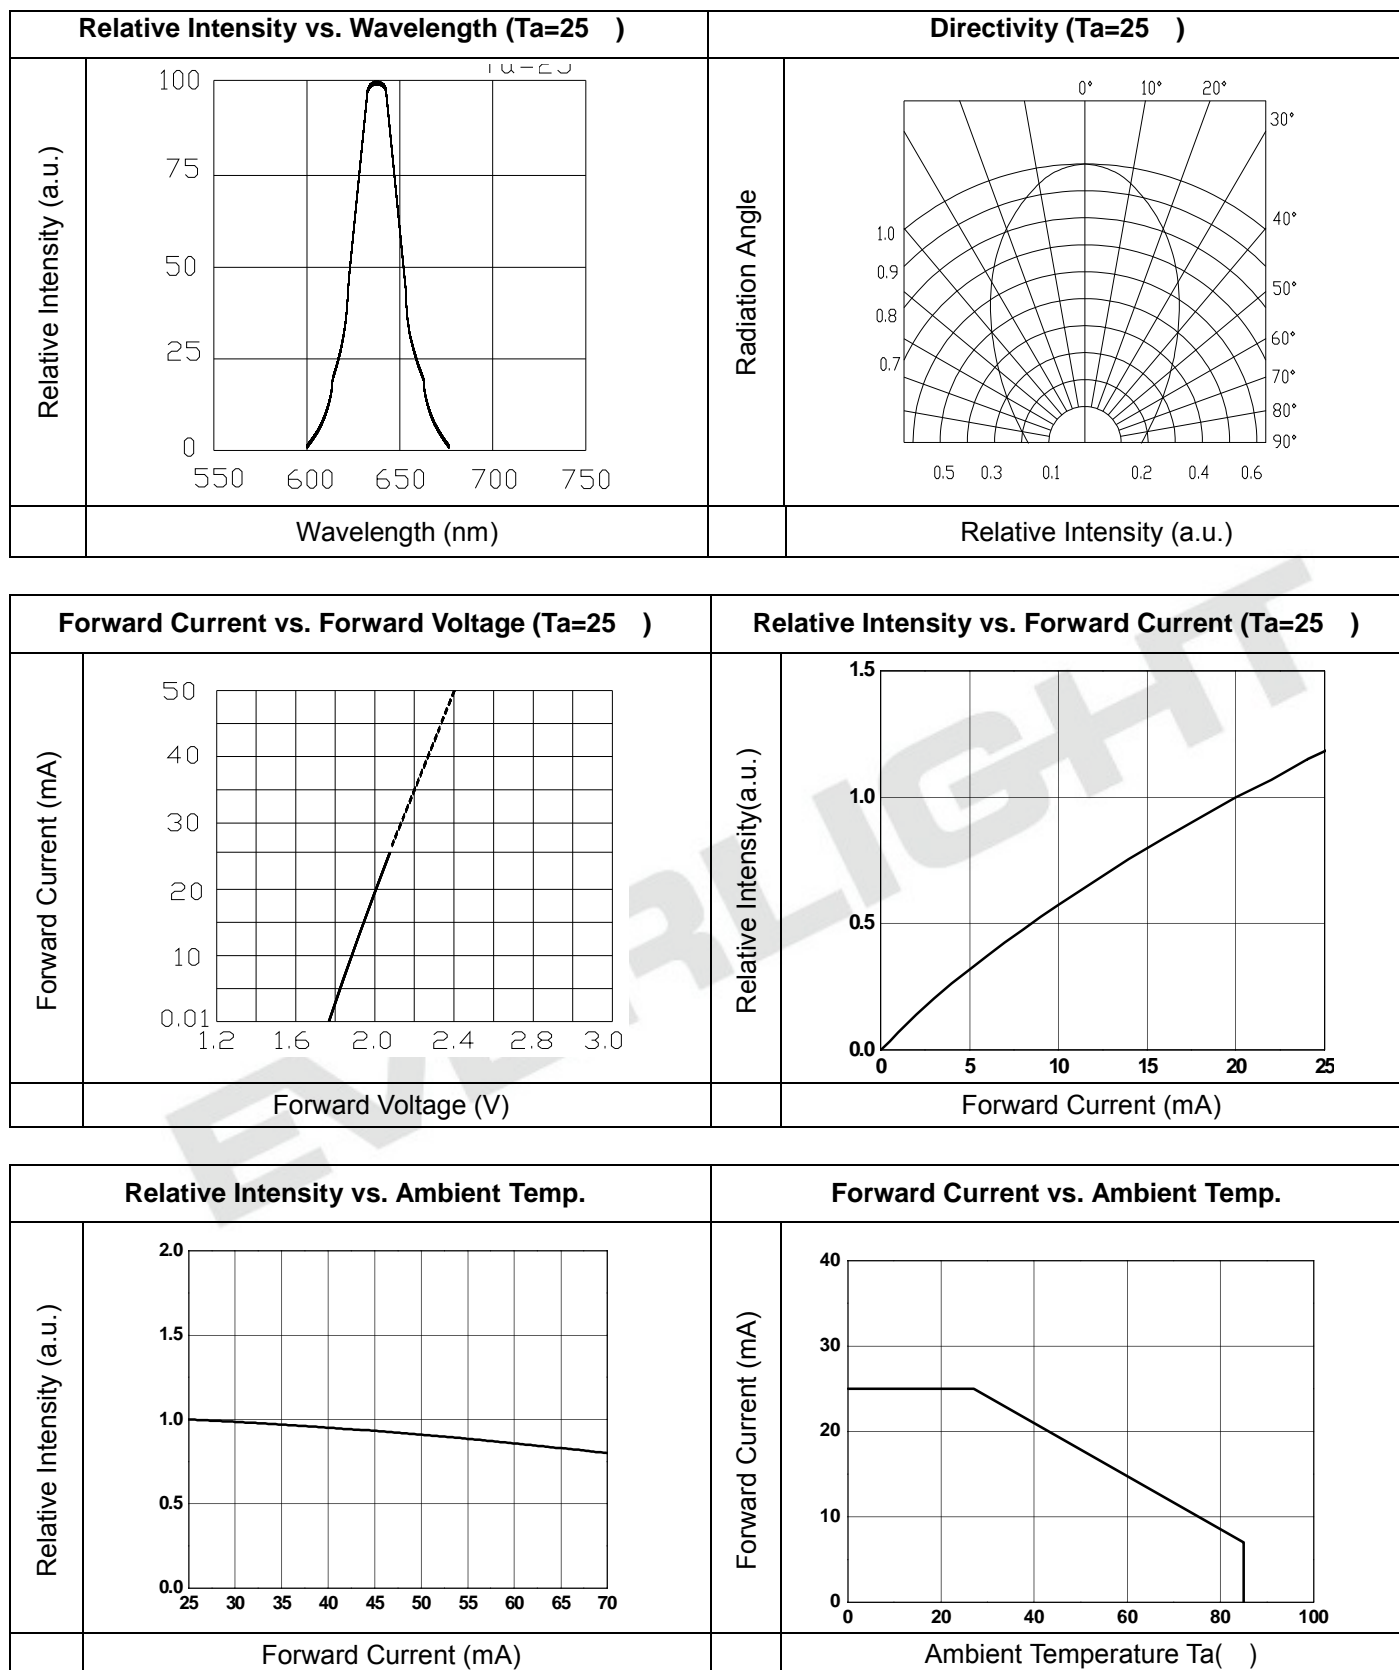 Relative Intensity vs. Wavelength (Ta=25 )
Directivity (Ta=25 )
Relative Intensity (a.u.)
100
75
50
25
0
550 600 650 700 750
Wavelength (nm)
Radiation Angle
0° 10° 20°
30°
40°
50°
60°
70°
80°
90°
1.0
0.9
0.8
0.7
0.5 0.3 0.1 0.2 0.4 0.6
Relative Intensity (a.u.)
Forward Current vs. Forward Voltage (Ta=25 )
Relative Intensity vs. Forward Current (Ta=25 )
Forward Current (mA)
50
40
30
20
10
0.01
1.2 1.6 2.0 2.4 2.8 3.0
Forward Voltage (V)
Relative Intensity(a.u.)
1.5
1.0
0.5
0.0
0 5 10 15 20 25
Forward Current (mA)
EVERLIGHT
Relative Intensity vs. Ambient Temp.
Forward Current vs. Ambient Temp.
Relative Intensity (a.u.)
2.0
1.5
1.0
0.5
0.0
25 30 35 40 45 50 55 60 65 70
Forward Current (mA)
Forward Current (mA)
40
30
20
10
0
0 20 40 60 80 100
Ambient Temperature Ta( )